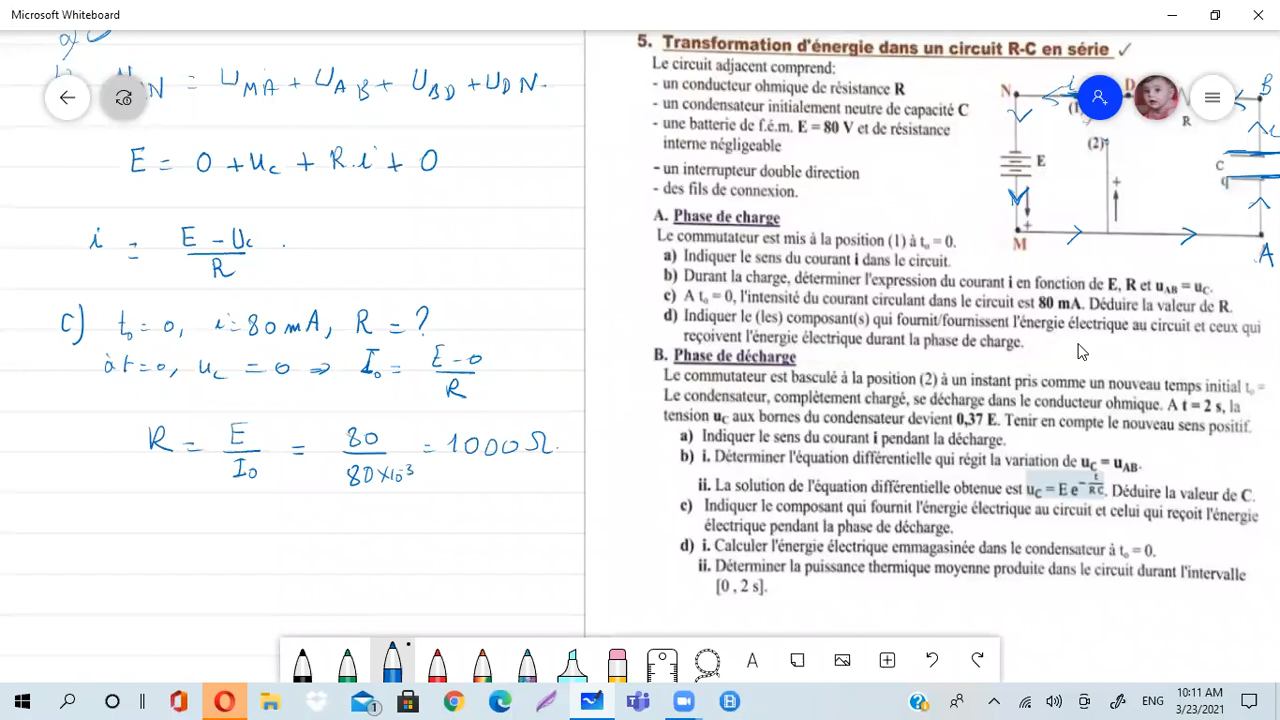 Microsoft Whiteboard
N = U_MA + U_AB + U_BD + U_DN.
E = 0 + u_c + R.i + 0
i = (E - U_c) / R
c) t₀ = 0, i = 80 mA, R = ?
à t = 0, u_c = 0 ⇒ I₀ = (E - 0) / R
R = E / I₀ = 80 / 80×10⁻³ = 1000 Ω.
5. Transformation d'énergie dans un circuit R-C en série ✓
Le circuit adjacent comprend:
- un conducteur ohmique de résistance R
- un condensateur initialement neutre de capacité C
- une batterie de f.é.m. E = 80 V et de résistance
interne négligeable
- un interrupteur double direction
- des fils de connexion.
N
i
D
B
(1)
R
(2)
E
C
q
+
+
M
A
A. Phase de charge
Le commutateur est mis à la position (1) à t₀ = 0.
a) Indiquer le sens du courant i dans le circuit.
b) Durant la charge, déterminer l'expression du courant i en fonction de E, R et u_AB = u_C.
c) A t₀ = 0, l'intensité du courant circulant dans le circuit est 80 mA. Déduire la valeur de R.
d) Indiquer le (les) composant(s) qui fournit/fournissent l'énergie électrique au circuit et ceux qui
reçoivent l'énergie électrique durant la phase de charge.
B. Phase de décharge
Le commutateur est basculé à la position (2) à un instant pris comme un nouveau temps initial t₀ =
Le condensateur, complètement chargé, se décharge dans le conducteur ohmique. A t = 2 s, la
tension u_C aux bornes du condensateur devient 0,37 E. Tenir en compte le nouveau sens positif.
a) Indiquer le sens du courant i pendant la décharge.
b) i. Déterminer l'équation différentielle qui régit la variation de u_C = u_AB.
ii. La solution de l'équation différentielle obtenue est u_C = E e^(-t/RC). Déduire la valeur de C.
c) Indiquer le composant qui fournit l'énergie électrique au circuit et celui qui reçoit l'énergie
électrique pendant la phase de décharge.
d) i. Calculer l'énergie électrique emmagasinée dans le condensateur à t₀ = 0.
ii. Déterminer la puissance thermique moyenne produite dans le circuit durant l'intervalle
[0 , 2 s].
A
1
ENG
10:11 AM
3/23/2021